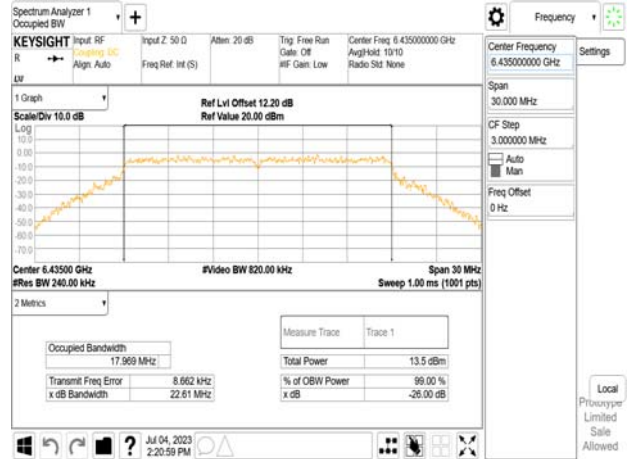 Spectrum Analyzer 1
Occupied BW
+
Frequency
KEYSIGHT
R
Input: RF
Coupling: DC
Align: Auto
Input Z: 50 Ω
Freq Ref: Int (S)
Atten: 20 dB
Trig: Free Run
Gate: Off
#IF Gain: Low
Center Freq: 6.435000000 GHz
Avg|Hold: 10/10
Radio Std: None
Center Frequency
6.435000000 GHz
Settings
Span
30.000 MHz
CF Step
3.000000 MHz
Auto
Man
Freq Offset
0 Hz
1 Graph
Scale/Div 10.0 dB
Ref Lvl Offset 12.20 dB
Ref Value 20.00 dBm
Log
10.0
0.00
-10.0
-20.0
-30.0
-40.0
-50.0
-60.0
-70.0
Center 6.43500 GHz
#Res BW 240.00 kHz
#Video BW 820.00 kHz
Span 30 MHz
Sweep 1.00 ms (1001 pts)
2 Metrics
Measure Trace
Trace 1
Occupied Bandwidth
17.969 MHz
Total Power
13.5 dBm
Transmit Freq Error
8.662 kHz
% of OBW Power
99.00 %
x dB Bandwidth
22.61 MHz
x dB
-26.00 dB
Local
Prototype
Limited
Sale
Allowed
?
Jul 04, 2023
2:20:59 PM